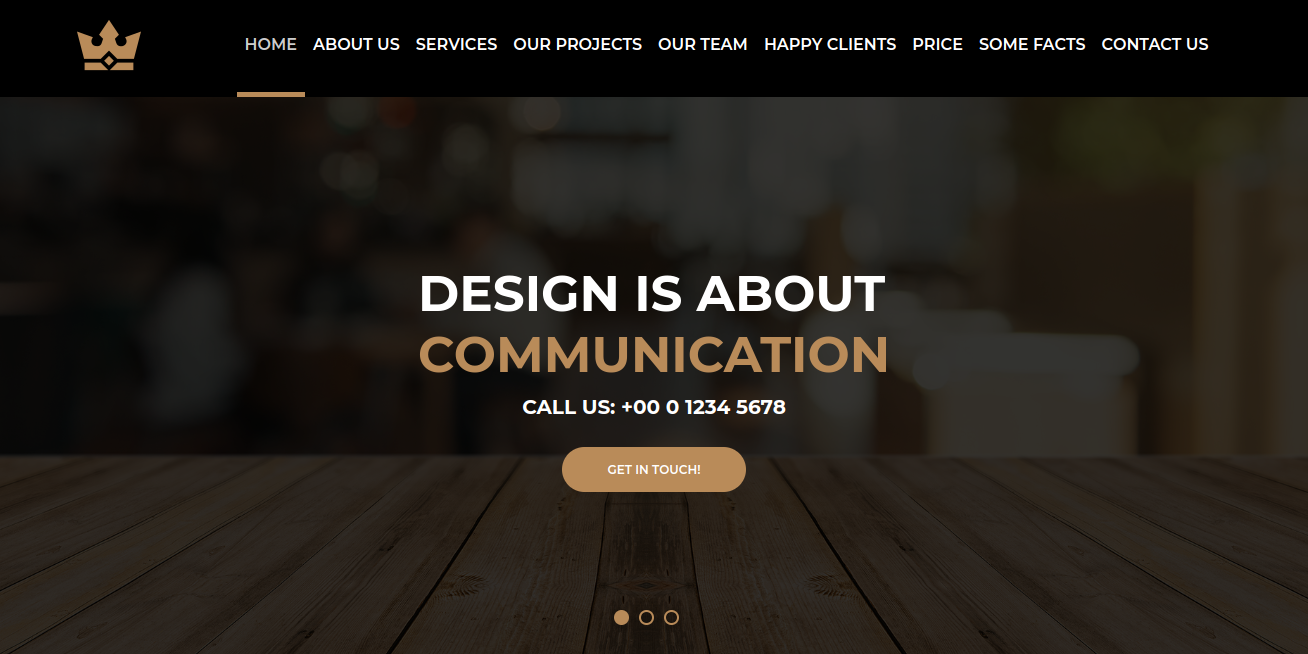 HOME ABOUT US SERVICES OUR PROJECTS OUR TEAM HAPPY CLIENTS PRICE SOME FACTS CONTACT US
DESIGN IS ABOUT
COMMUNICATION
CALL US: +00 0 1234 5678
GET IN TOUCH!